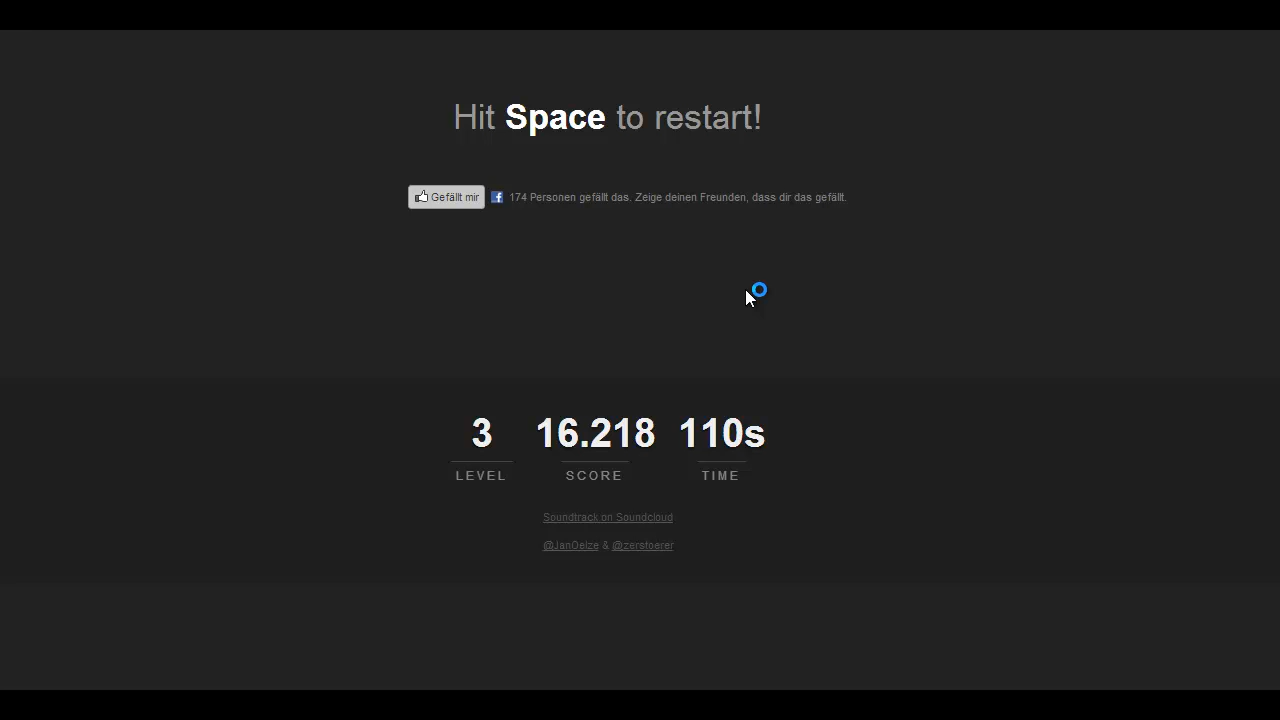 Hit Space to restart!
Gefällt mir 174 Personen gefällt das. Zeige deinen Freunden, dass dir das gefällt.
3 16.218 110s
LEVEL SCORE TIME
Soundtrack on Soundcloud
@JanOelze & @zerstoerer